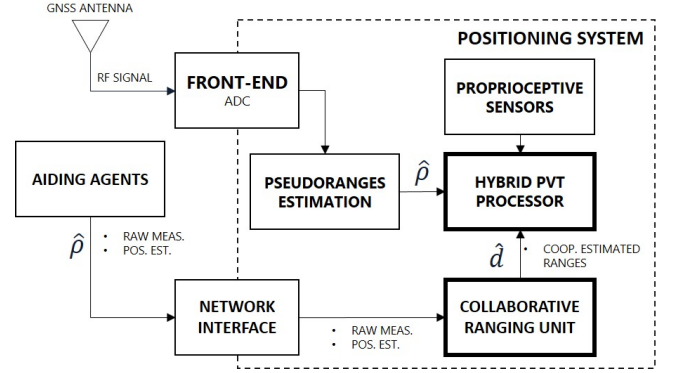 GNSS ANTENNA
POSITIONING SYSTEM
RF SIGNAL
FRONT-END
ADC
PROPRIOCEPTIVE
SENSORS
AIDING AGENTS
PSEUDORANGES
ESTIMATION
ρ̂
HYBRID PVT
PROCESSOR
ρ̂
• RAW MEAS.
• POS. EST.
d̂
• COOP. ESTIMATED
RANGES
NETWORK
INTERFACE
• RAW MEAS.
• POS. EST.
COLLABORATIVE
RANGING UNIT